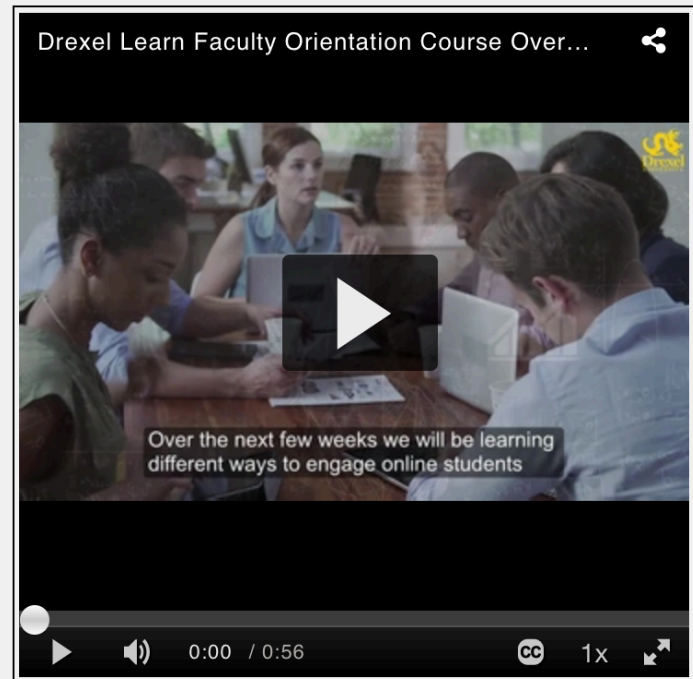 Drexel Learn Faculty Orientation Course Over...
Drexel
Over the next few weeks we will be learning
different ways to engage online students
0:00 / 0:56
CC
1x